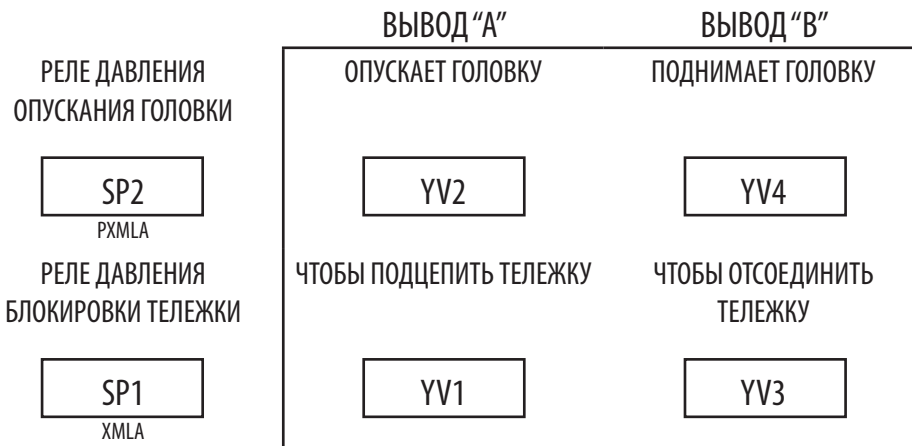 ВЫВОД “А” ВЫВОД “В”
РЕЛЕ ДАВЛЕНИЯ ОПУСКАЕТ ГОЛОВКУ ПОДНИМАЕТ ГОЛОВКУ
ОПУСКАНИЯ ГОЛОВКИ
SP2 YV2 YV4
PXMLA
РЕЛЕ ДАВЛЕНИЯ ЧТОБЫ ПОДЦЕПИТЬ ТЕЛЕЖКУ ЧТОБЫ ОТСОЕДИНИТЬ
БЛОКИРОВКИ ТЕЛЕЖКИ ТЕЛЕЖКУ
SP1 YV1 YV3
XMLA